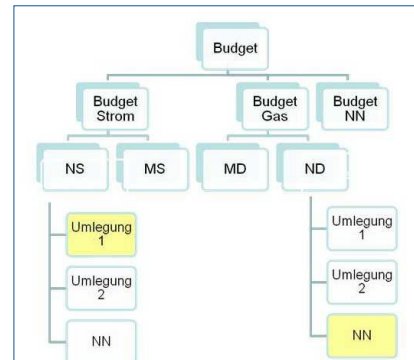 Budget
Budget
Strom
Budget
Gas
Budget
NN
NS
MS
MD
ND
Umlegung
1
Umlegung
2
NN
Umlegung
1
Umlegung
2
NN